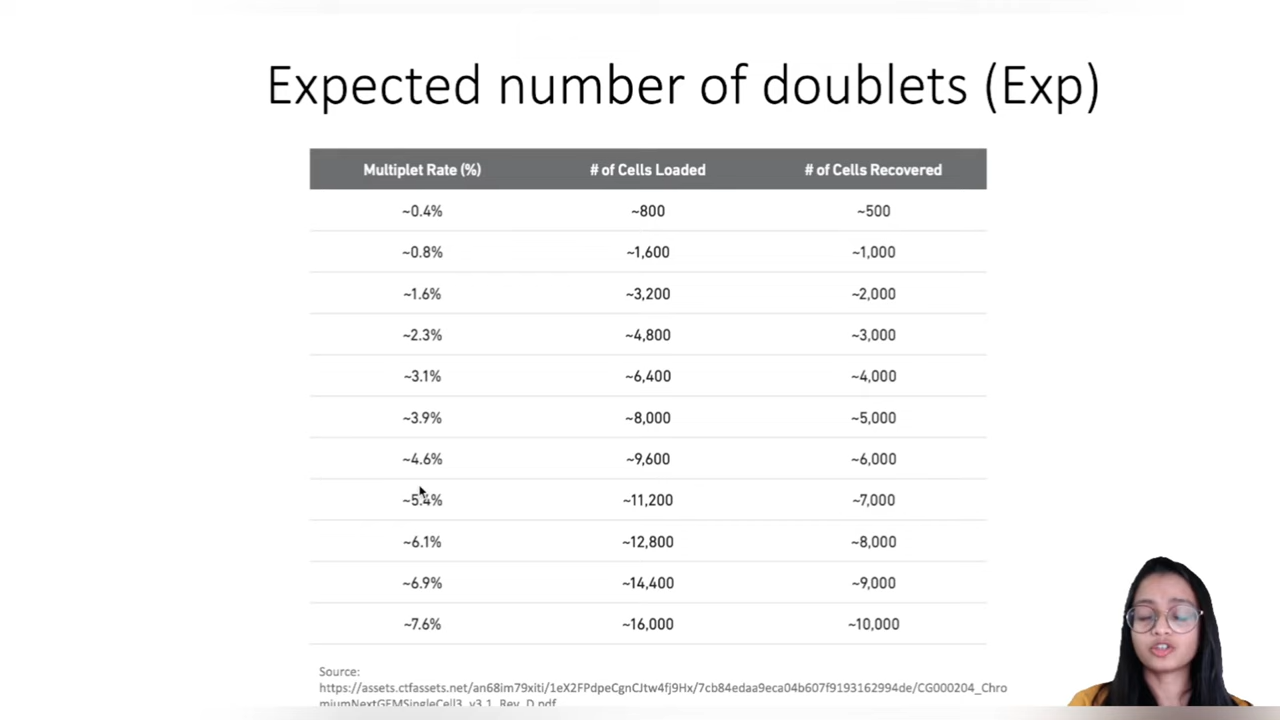 Expected number of doublets (Exp)
Multiplet Rate (%) # of Cells Loaded # of Cells Recovered
~0.4% ~800 ~500
~0.8% ~1,600 ~1,000
~1.6% ~3,200 ~2,000
~2.3% ~4,800 ~3,000
~3.1% ~6,400 ~4,000
~3.9% ~8,000 ~5,000
~4.6% ~9,600 ~6,000
~5.4% ~11,200 ~7,000
~6.1% ~12,800 ~8,000
~6.9% ~14,400 ~9,000
~7.6% ~16,000 ~10,000
Source:
https://assets.ctfassets.net/an68im79xiti/1eX2FPdpeCgnCJtw4fj9Hx/7cb84edaa9eca04b607f9193162994de/CG000204_Chro
miumNextGEMSingleCell3_v3.1_Rev_D.pdf